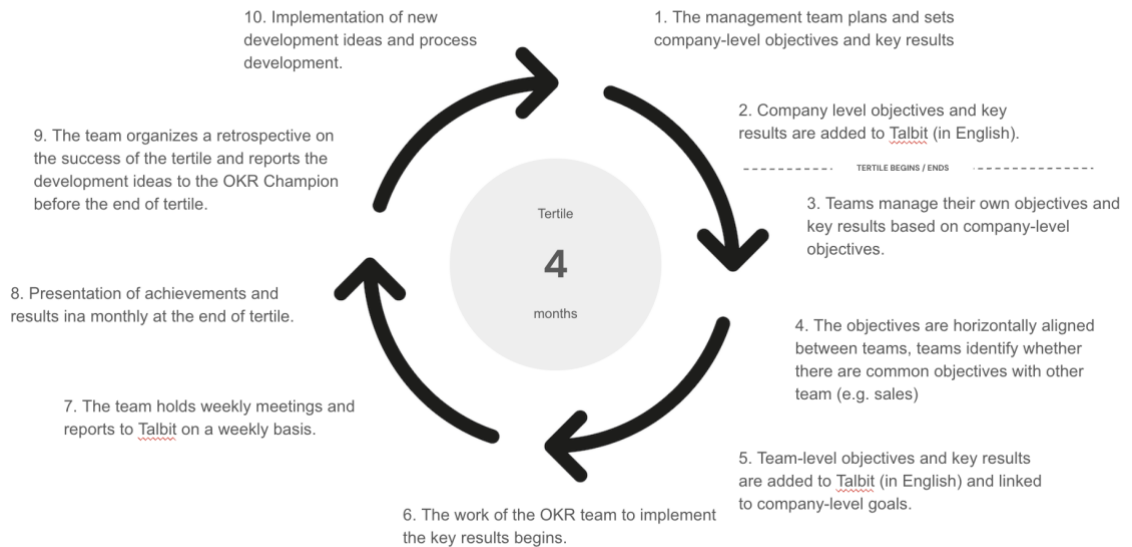 10. Implementation of new
development ideas and process
development.
1. The management team plans and sets
company-level objectives and key results
2. Company level objectives and key
results are added to Talbit (in English).
TERTILE BEGINS / ENDS
3. Teams manage their own objectives and
key results based on company-level
objectives.
4. The objectives are horizontally aligned
between teams, teams identify whether
there are common objectives with other
team (e.g. sales)
5. Team-level objectives and key results
are added to Talbit (in English) and linked
to company-level goals.
6. The work of the OKR team to implement
the key results begins.
7. The team holds weekly meetings and
reports to Talbit on a weekly basis.
8. Presentation of achievements and
results ina monthly at the end of tertile.
9. The team organizes a retrospective on
the success of the tertile and reports the
development ideas to the OKR Champion
before the end of tertile.
Tertile
4
months